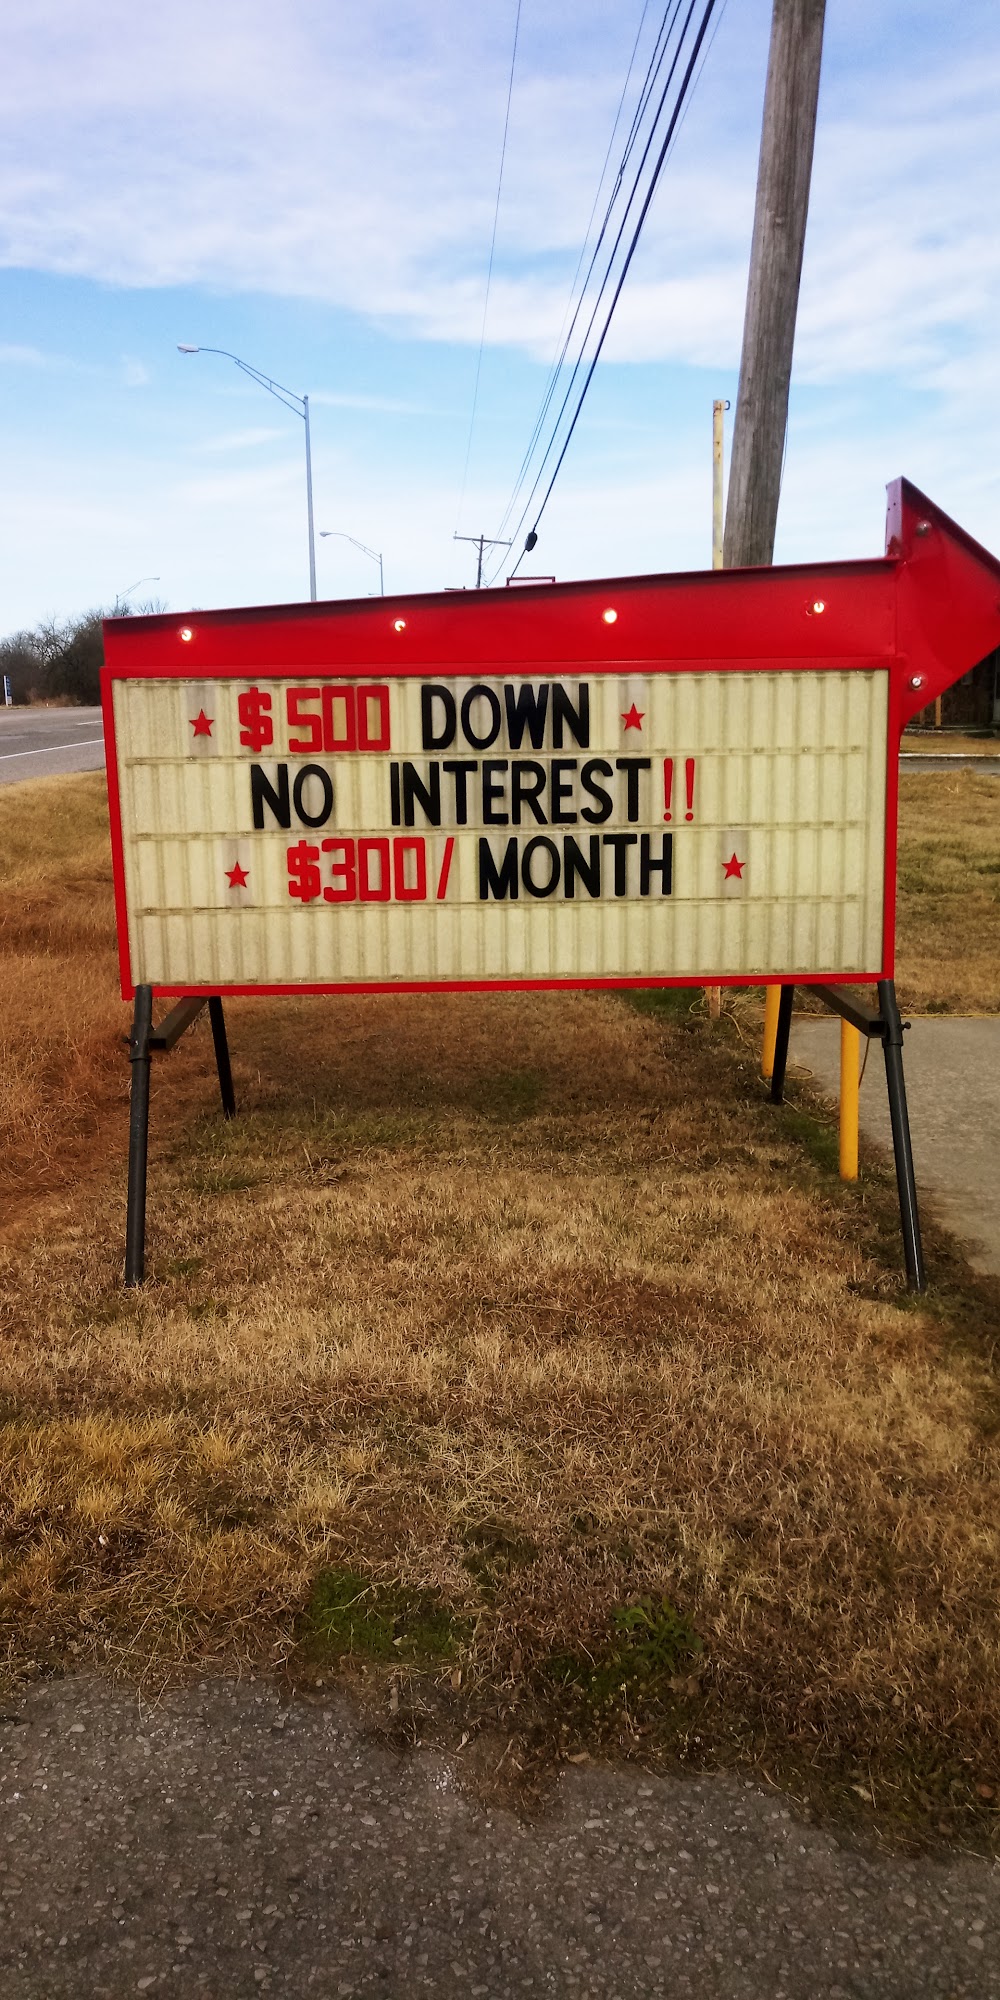 ★ $500 DOWN ★
NO INTEREST!!
★ $300/ MONTH ★